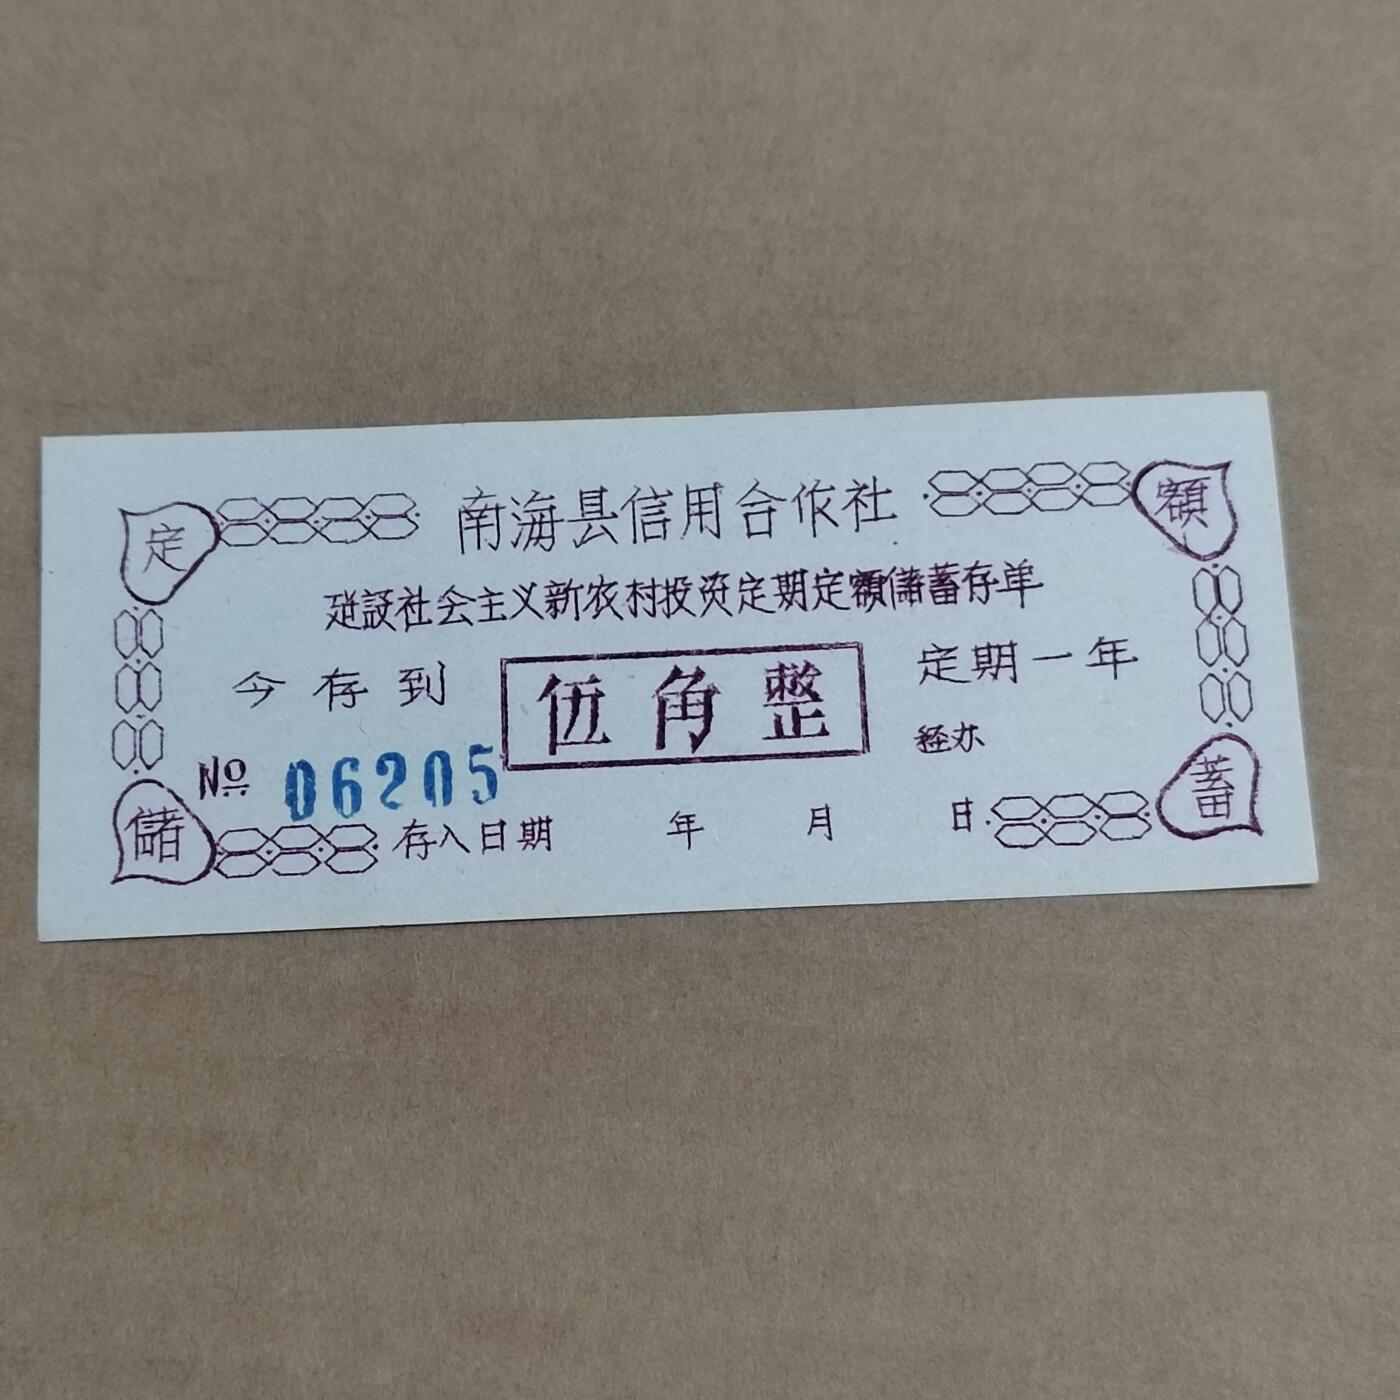 定
額
南海县信用合作社
建設社会主义新农村投资定期定額儲蓄存单
今存到
伍角整
定期一年
经办
№ 06205
儲
蓄
存入日期 年 月 日